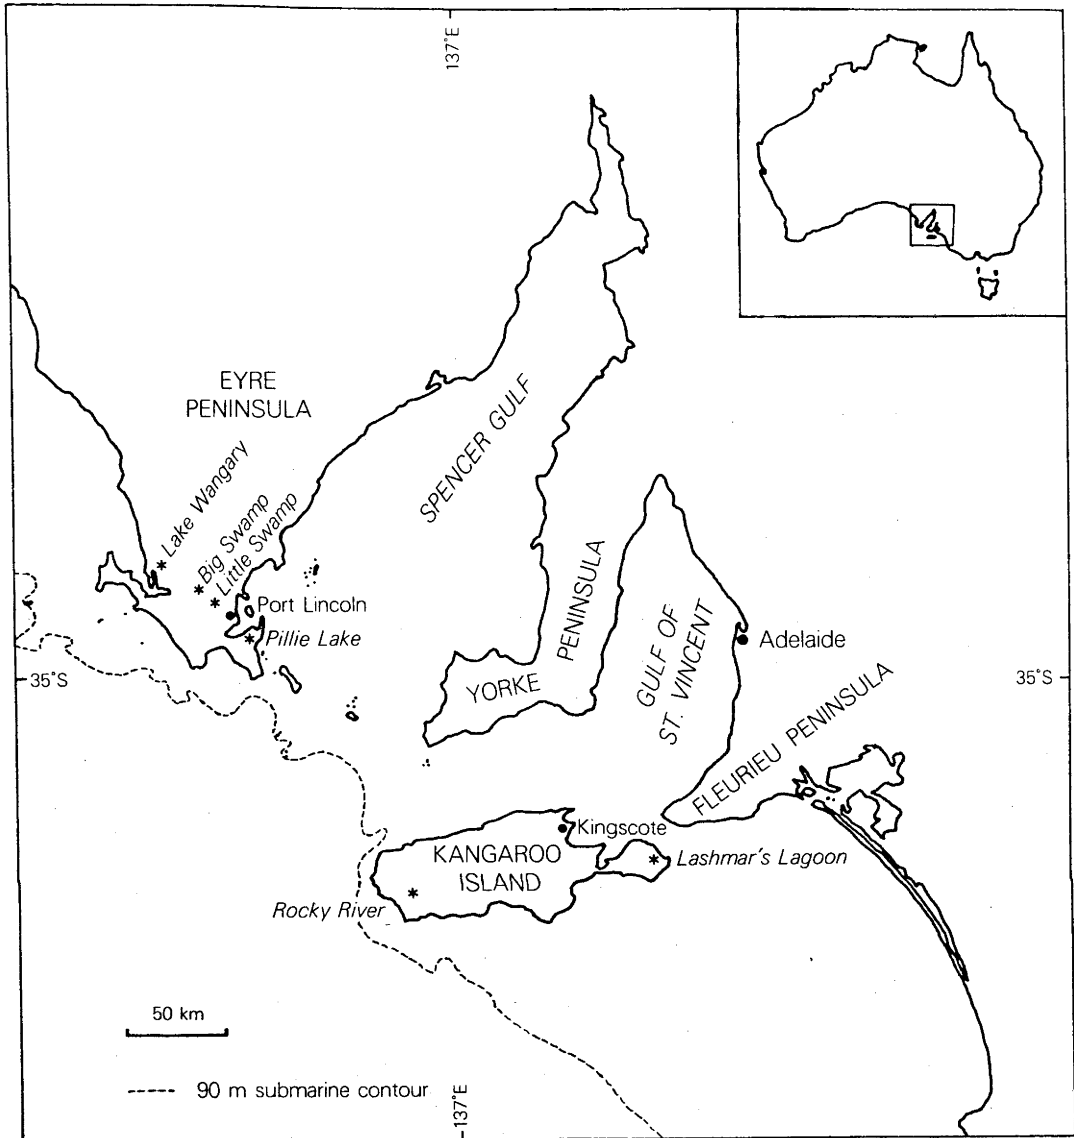 137°E
EYRE
PENINSULA
SPENCER GULF
Lake Wangary
Big Swamp
Little Swamp
Port Lincoln
Pillie Lake
35°S
YORKE
PENINSULA
GULF OF
ST. VINCENT
Adelaide
35°S
FLEURIEU PENINSULA
Kingscote
KANGAROO
ISLAND
Lashmar's Lagoon
Rocky River
50 km
90 m submarine contour
137°E